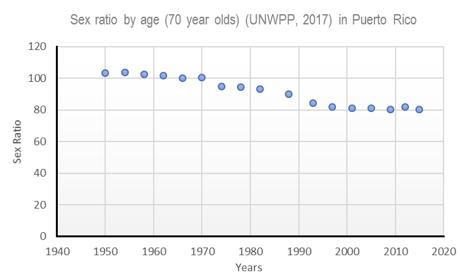 Sex ratio by age (70 year olds) (UNWPP, 2017) in Puerto Rico
120
100
80
60
40
20
0
Sex Ratio
1940 1950 1960 1970 1980 1990 2000 2010 2020
Years